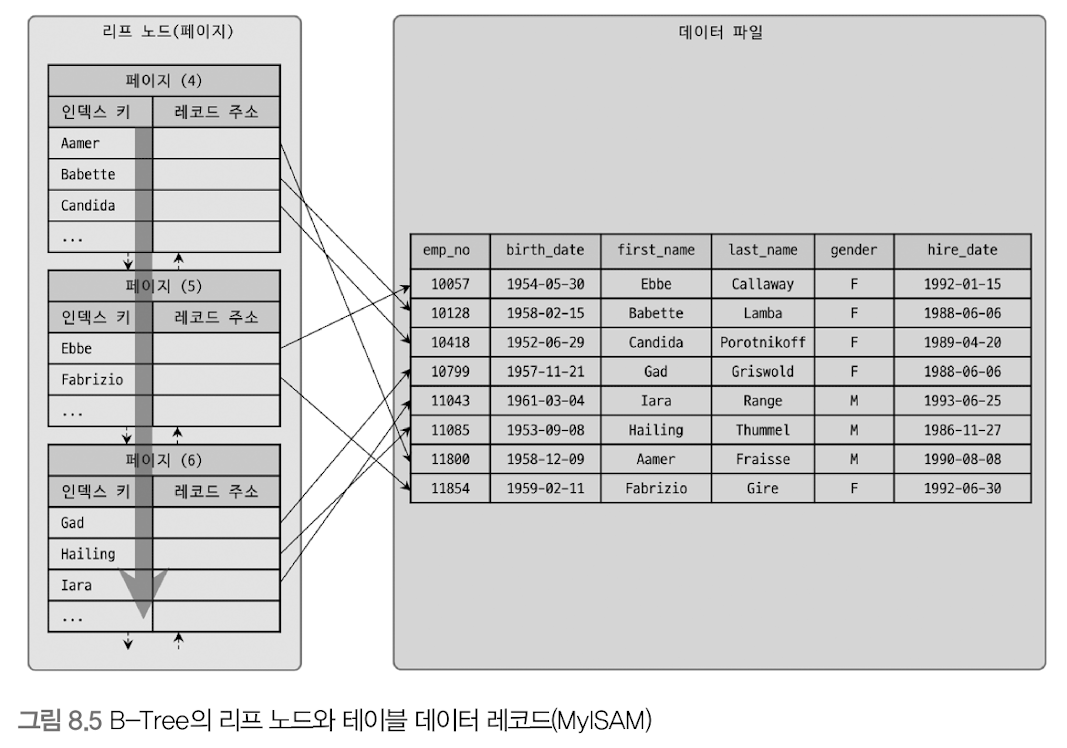 리프 노드(페이지)
페이지 (4)
인덱스 키 레코드 주소
Aamer
Babette
Candida
...
페이지 (5)
인덱스 키 레코드 주소
Ebbe
Fabrizio
...
페이지 (6)
인덱스 키 레코드 주소
Gad
Hailing
Iara
...
데이터 파일
emp_no birth_date first_name last_name gender hire_date
10057 1954-05-30 Ebbe Callaway F 1992-01-15
10128 1958-02-15 Babette Lamba F 1988-06-06
10418 1952-06-29 Candida Porotnikoff F 1989-04-20
10799 1957-11-21 Gad Griswold F 1988-06-06
11043 1961-03-04 Iara Range M 1993-06-25
11085 1953-09-08 Hailing Thummel M 1986-11-27
11800 1958-12-09 Aamer Fraisse M 1990-08-08
11854 1959-02-11 Fabrizio Gire F 1992-06-30
그림 8.5 B-Tree의 리프 노드와 테이블 데이터 레코드(MyISAM)